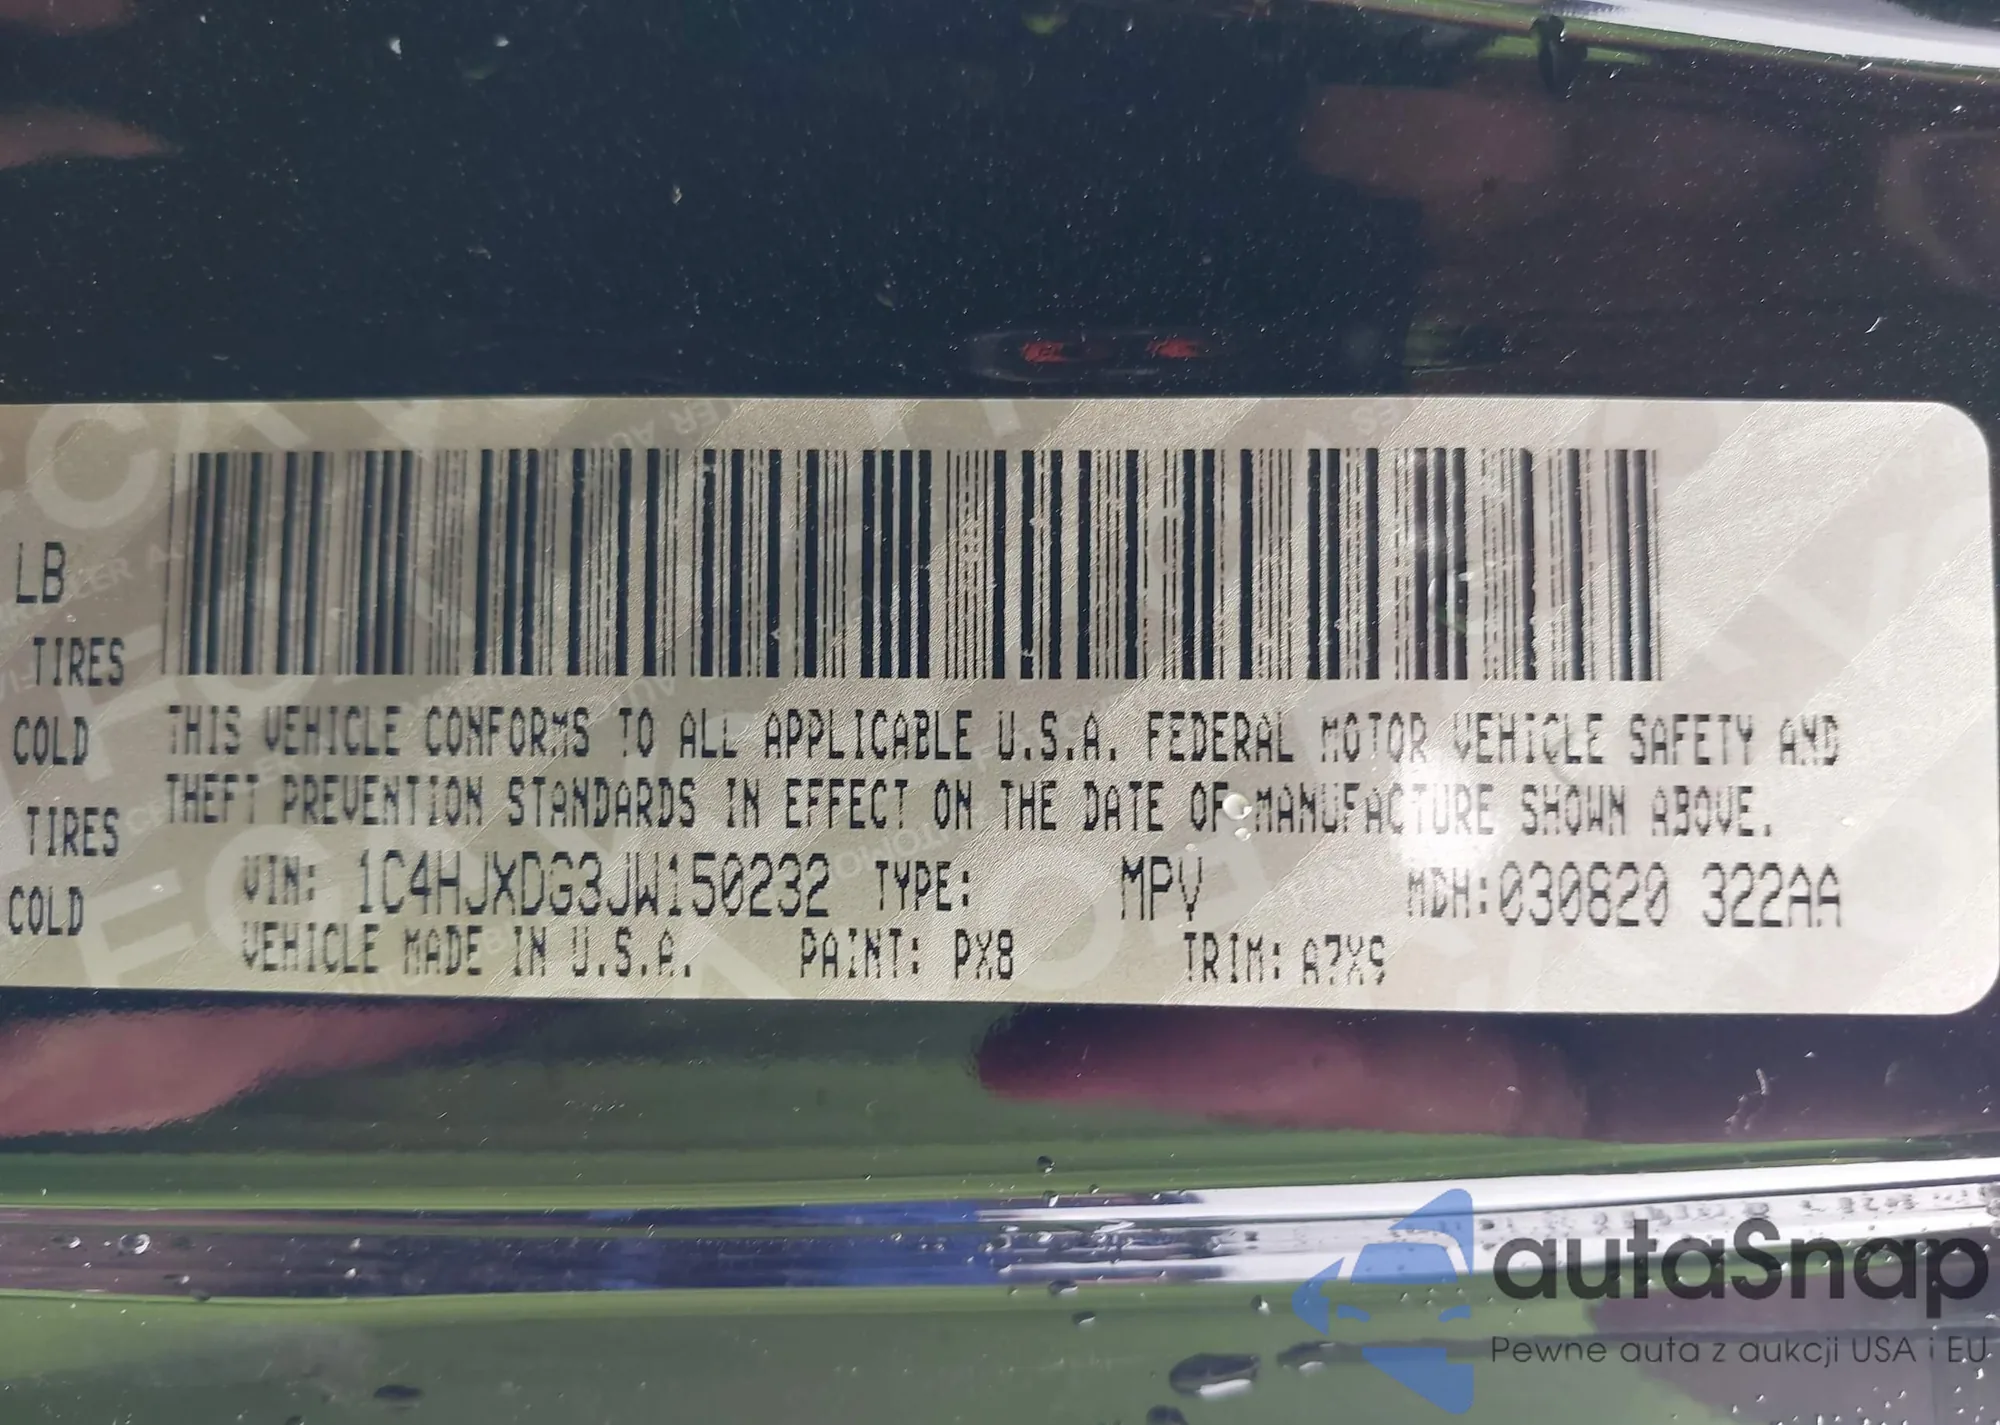 LB
TIRES
COLD
TIRES
COLD
THIS VEHICLE CONFORMS TO ALL APPLICABLE U.S.A. FEDERAL MOTOR VEHICLE SAFETY AND
THEFT PREVENTION STANDARDS IN EFFECT ON THE DATE OF MANUFACTURE SHOWN ABOVE.
VIN: 1C4HJXDG3JW150232 TYPE: MPV MDH:030820 322AA
VEHICLE MADE IN U.S.A. PAINT: PX8 TRIM: A7X9
autaSnap
Pewne auta z aukcji USA i EU